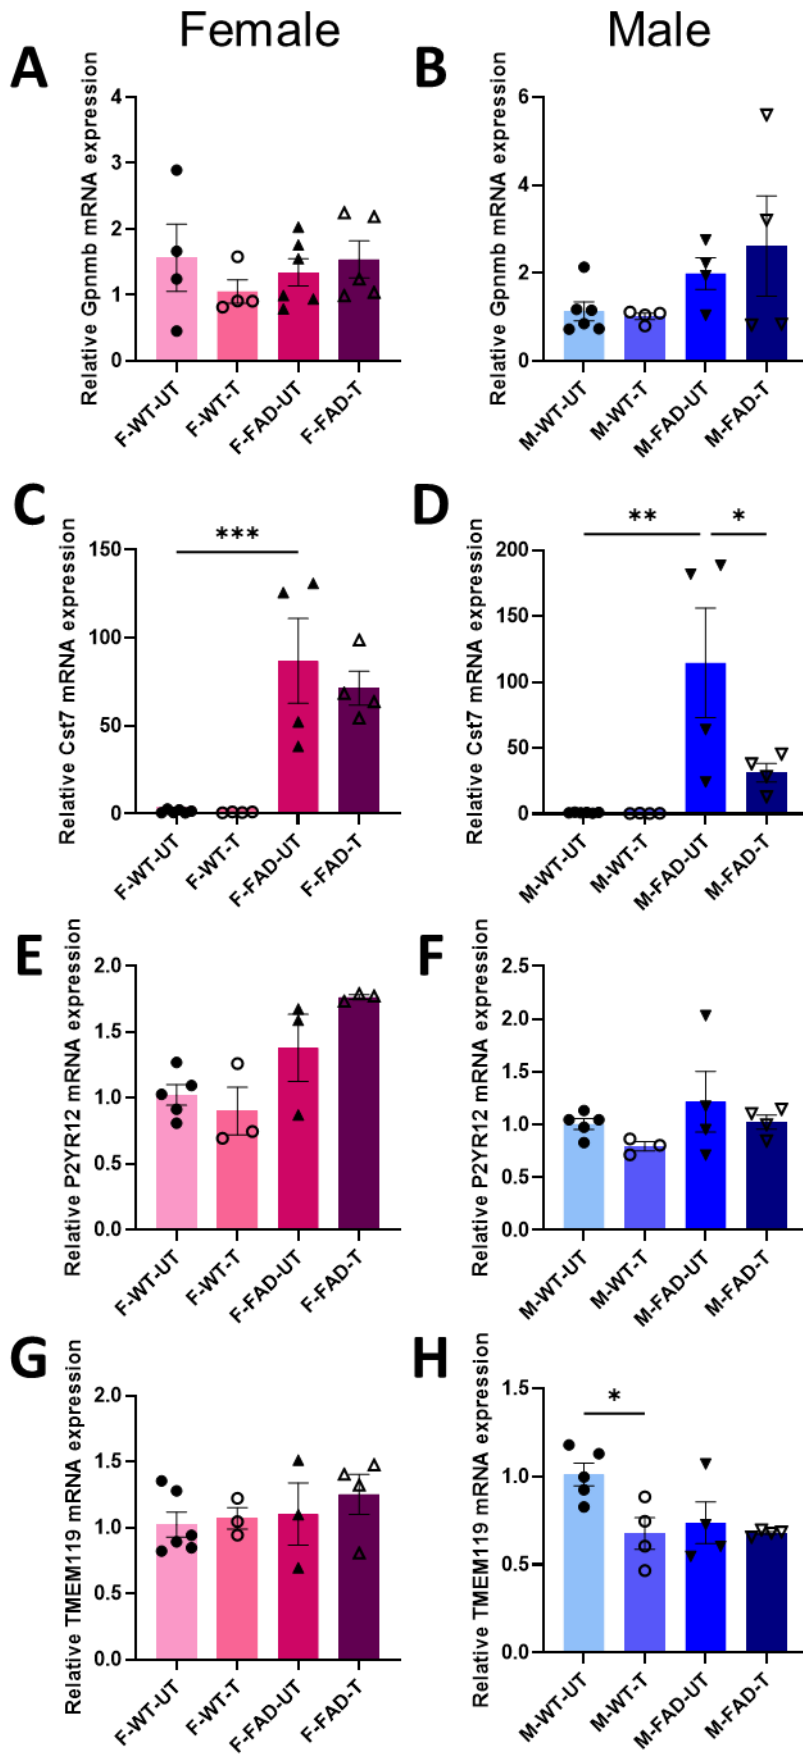 Female
Male
A
Relative Gpnmb mRNA expression
4
3
2
1
0
F-WT-UT
F-WT-T
F-FAD-UT
F-FAD-T
B
Relative Gpnmb mRNA expression
6
4
2
0
M-WT-UT
M-WT-T
M-FAD-UT
M-FAD-T
C
Relative Cst7 mRNA expression
***
150
100
50
0
F-WT-UT
F-WT-T
F-FAD-UT
F-FAD-T
D
Relative Cst7 mRNA expression
**
*
200
150
100
50
0
M-WT-UT
M-WT-T
M-FAD-UT
M-FAD-T
E
Relative P2YR12 mRNA expression
2.0
1.5
1.0
0.5
0.0
F-WT-UT
F-WT-T
F-FAD-UT
F-FAD-T
F
Relative P2YR12 mRNA expression
2.5
2.0
1.5
1.0
0.5
0.0
M-WT-UT
M-WT-T
M-FAD-UT
M-FAD-T
G
Relative TMEM119 mRNA expression
2.0
1.5
1.0
0.5
0.0
F-WT-UT
F-WT-T
F-FAD-UT
F-FAD-T
H
Relative TMEM119 mRNA expression
*
1.5
1.0
0.5
0.0
M-WT-UT
M-WT-T
M-FAD-UT
M-FAD-T